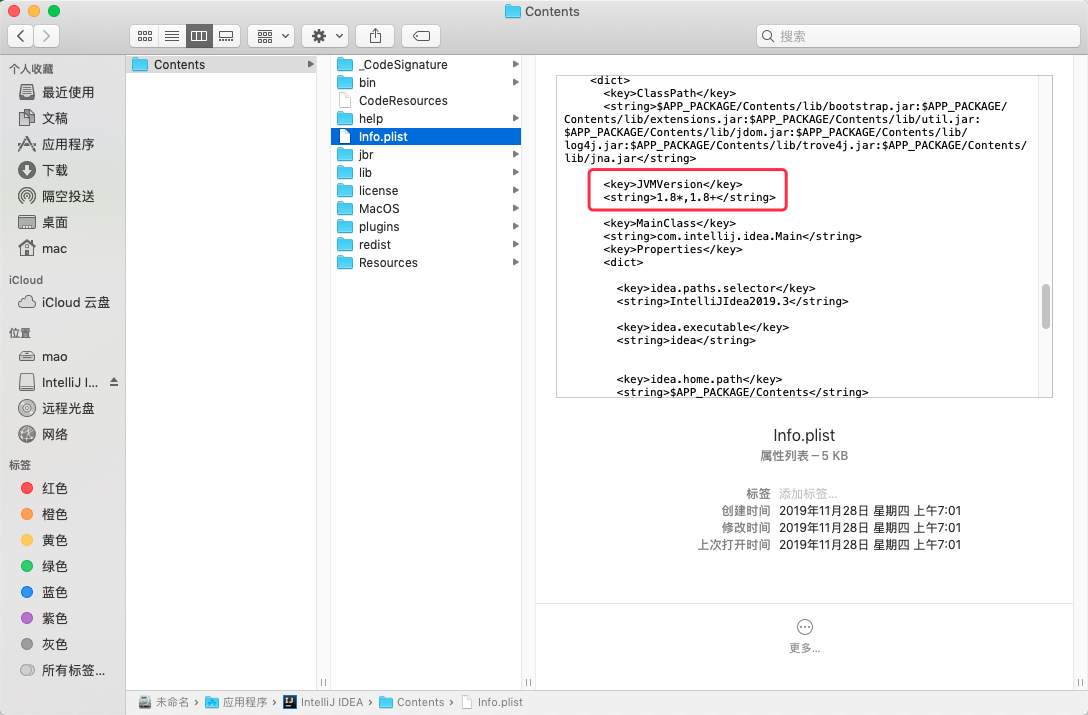 Contents
搜索
个人收藏
最近使用
文稿
应用程序
下载
隔空投送
桌面
mac
iCloud
iCloud 云盘
位置
mao
IntelliJ I...
远程光盘
网络
标签
红色
橙色
黄色
绿色
蓝色
紫色
灰色
所有标签...
Contents
_CodeSignature
bin
CodeResources
help
Info.plist
jbr
lib
license
MacOS
plugins
redist
Resources
<dict>
<key>ClassPath</key>
<string>$APP_PACKAGE/Contents/lib/bootstrap.jar:$APP_PACKAGE/
Contents/lib/extensions.jar:$APP_PACKAGE/Contents/lib/util.jar:
$APP_PACKAGE/Contents/lib/jdom.jar:$APP_PACKAGE/Contents/lib/
log4j.jar:$APP_PACKAGE/Contents/lib/trove4j.jar:$APP_PACKAGE/Contents/
lib/jna.jar</string>
<key>JVMVersion</key>
<string>1.8*,1.8+</string>
<key>MainClass</key>
<string>com.intellij.idea.Main</string>
<key>Properties</key>
<dict>
<key>idea.paths.selector</key>
<string>IntelliJIdea2019.3</string>
<key>idea.executable</key>
<string>idea</string>
<key>idea.home.path</key>
<string>$APP_PACKAGE/Contents</string>
Info.plist
属性列表 — 5 KB
标签 添加标签...
创建时间 2019年11月28日 星期四 上午7:01
修改时间 2019年11月28日 星期四 上午7:01
上次打开时间 2019年11月28日 星期四 上午7:01
更多...
未命名 › 应用程序 › IntelliJ IDEA › Contents › Info.plist